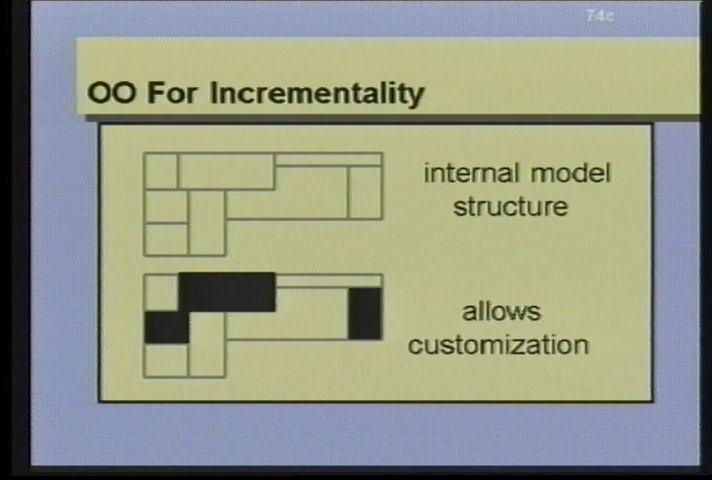 74c
OO For Incrementality
internal model
structure
allows
customization